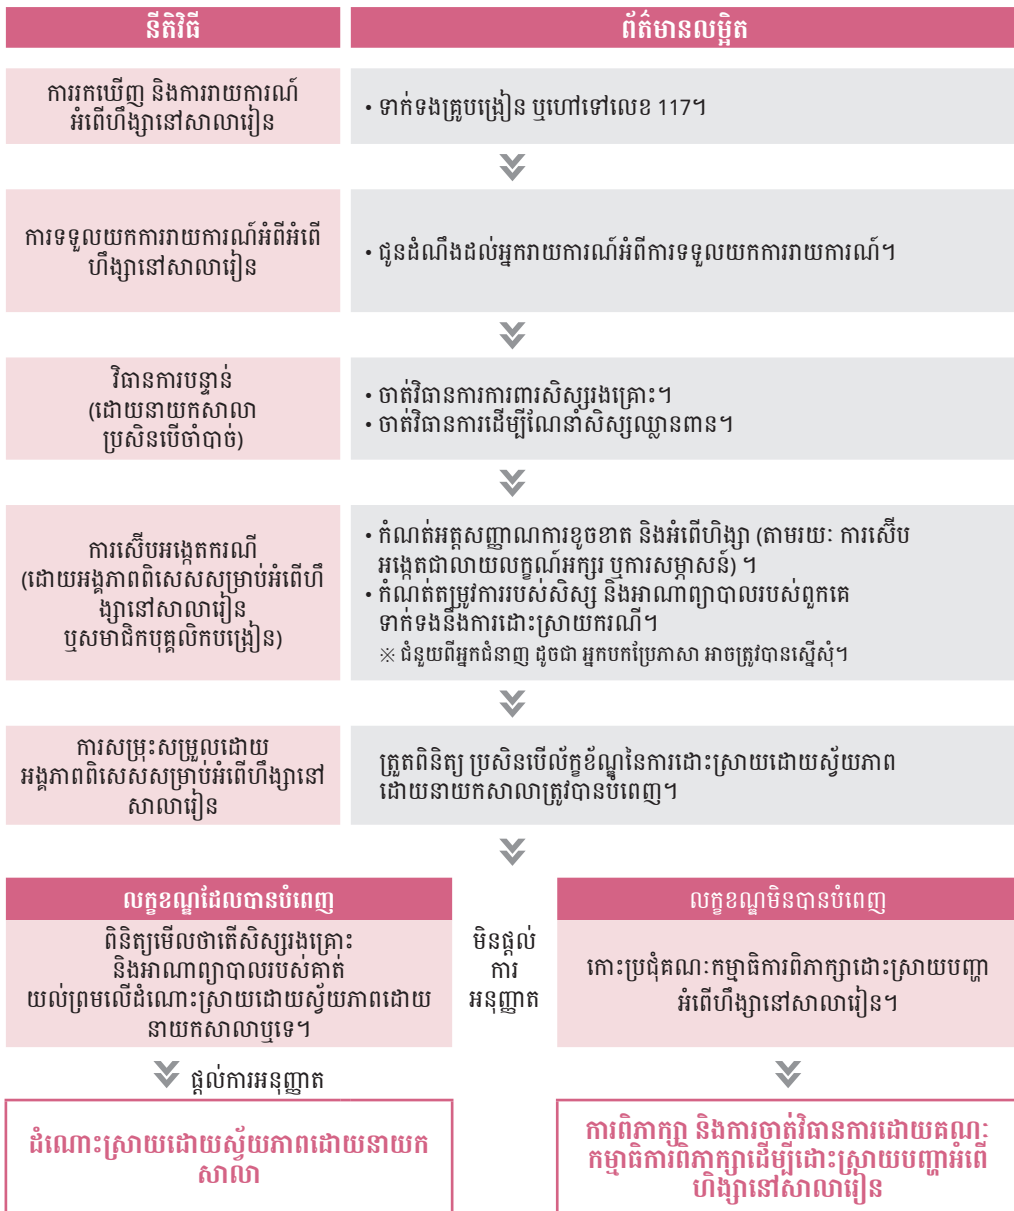 នីតិវិធី
ព័ត៌មានលម្អិត
ការរកឃើញ និងការរាយការណ៍
អំពើហឹង្សានៅសាលារៀន
• ទាក់ទងគ្រូបង្រៀន ឬហៅទៅលេខ 117។
ការទទួលយកការរាយការណ៍អំពីអំពើ
ហឹង្សានៅសាលារៀន
• ជូនដំណឹងដល់អ្នករាយការណ៍អំពីការទទួលយកការរាយការណ៍។
វិធានការបន្ទាន់
(ដោយនាយកសាលា
ប្រសិនបើចាំបាច់)
• ចាត់វិធានការការពារសិស្សរងគ្រោះ។
• ចាត់វិធានការដើម្បីណែនាំសិស្សឈ្លានពាន។
ការស៊ើបអង្កេតករណី
(ដោយអង្គភាពពិសេសសម្រាប់អំពើហឹ
ង្សានៅសាលារៀន
ឬសមាជិកបុគ្គលិកបង្រៀន)
• កំណត់អត្តសញ្ញាណការខូចខាត និងអំពើហិង្សា (តាមរយៈ ការស៊ើប
អង្កេតជាលាយលក្ខណ៍អក្សរ ឬការសម្ភាសន៍) ។
• កំណត់តម្រូវការរបស់សិស្ស និងអាណាព្យាបាលរបស់ពួកគេ
ទាក់ទងនឹងការដោះស្រាយករណី។
※ ជំនួយពីអ្នកជំនាញ ដូចជា អ្នកបកប្រែភាសា អាចត្រូវបានស្នើសុំ។
ការសម្រុះសម្រួលដោយ
អង្គភាពពិសេសសម្រាប់អំពើហឹង្សានៅ
សាលារៀន
ត្រួតពិនិត្យ ប្រសិនបើល័ក្ខខ័ណ្ឌនៃការដោះស្រាយដោយស្វ័យភាព
ដោយនាយកសាលាត្រូវបានបំពេញ។
លក្ខខណ្ឌដែលបានបំពេញ
លក្ខខណ្ឌមិនបានបំពេញ
ពិនិត្យមើលថាតើសិស្សរងគ្រោះ
និងអាណាព្យាបាលរបស់គាត់
យល់ព្រមលើដំណោះស្រាយដោយស្វ័យភាពដោយ
នាយកសាលាឬទេ។
មិនផ្តល់
ការ
អនុញ្ញាត
កោះប្រជុំគណៈកម្មាធិការពិភាក្សាដោះស្រាយបញ្ហា
អំពើហឹង្សានៅសាលារៀន។
ផ្តល់ការអនុញ្ញាត
ដំណោះស្រាយដោយស្វ័យភាពដោយនាយក
សាលា
ការពិភាក្សា និងការចាត់វិធានការដោយគណៈ
កម្មាធិការពិភាក្សាដើម្បីដោះស្រាយបញ្ហាអំពើ
ហិង្សានៅសាលារៀន